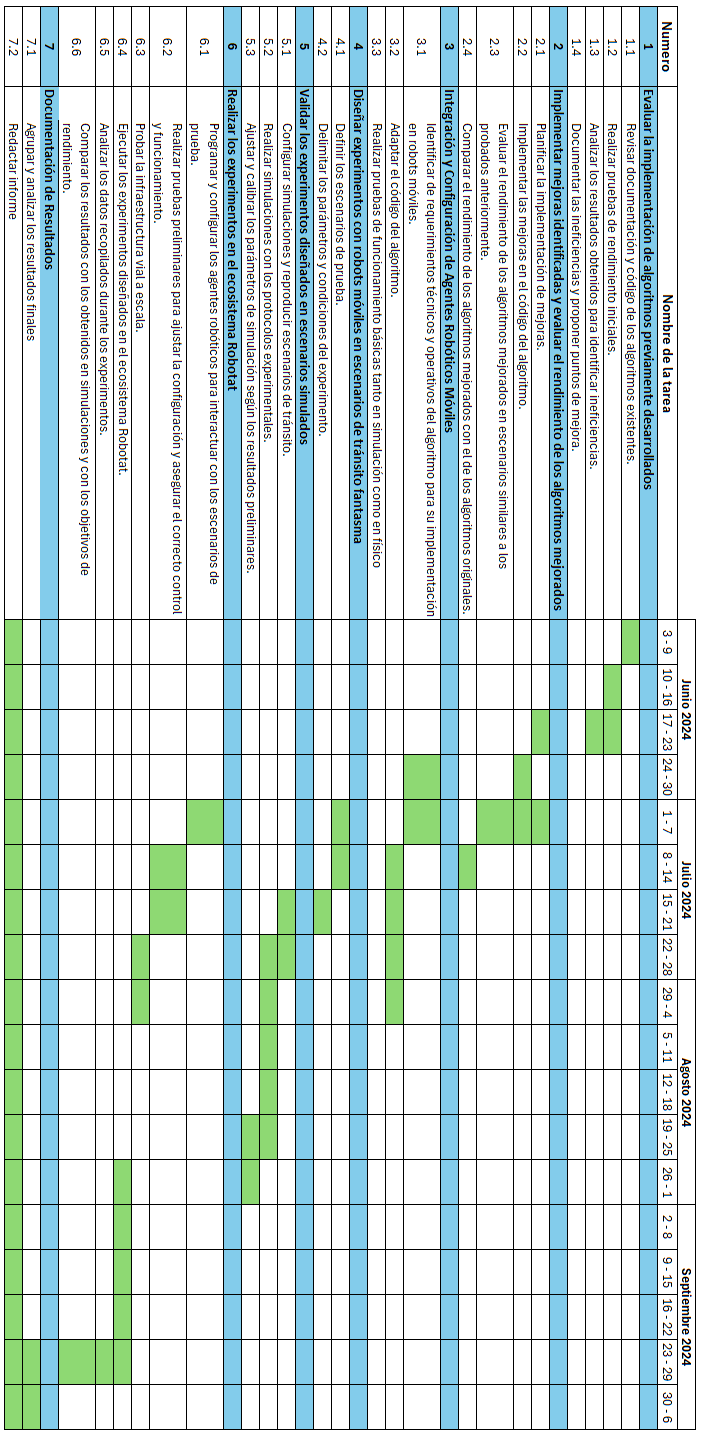 Junio 2024 Julio 2024 Agosto 2024 Septiembre 2024
Numero Nombre de la tarea 3 - 9 10 - 16 17 - 23 24 - 30 1 - 7 8 - 14 15 - 21 22 - 28 29 - 4 5 - 11 12 - 18 19 - 25 26 - 1 2 - 8 9 - 15 16 - 22 23 - 29 30 - 6
1 Evaluar la implementación de algoritmos previamente desarrollados
1.1 Revisar documentación y código de los algoritmos existentes.
1.2 Realizar pruebas de rendimiento iniciales.
1.3 Analizar los resultados obtenidos para identificar ineficiencias.
1.4 Documentar las ineficiencias y proponer puntos de mejora.
2 Implementar mejoras identificadas y evaluar el rendimiento de los algoritmos mejorados
2.1 Planificar la implementación de mejoras.
2.2 Implementar las mejoras en el código del algoritmo.
2.3 Evaluar el rendimiento de los algoritmos mejorados en escenarios similares a los
probados anteriormente.
2.4 Comparar el rendimiento de los algoritmos mejorados con el de los algoritmos originales.
3 Integración y Configuración de Agentes Robóticos Móviles
3.1 Identificar de requerimientos técnicos y operativos del algoritmo para su implementación
en robots móviles.
3.2 Adaptar el código del algoritmo.
3.3 Realizar pruebas de funcionamiento básicas tanto en simulación como en físico
4 Diseñar experimentos con robots móviles en escenarios de tránsito fantasma
4.1 Definir los escenarios de prueba.
4.2 Delimitar los parámetros y condiciones del experimento.
5 Validar los experimentos diseñados en escenarios simulados
5.1 Configurar simulaciones y reproducir escenarios de tránsito.
5.2 Realizar simulaciones con los protocolos experimentales.
5.3 Ajustar y calibrar los parámetros de simulación según los resultados preliminares.
6 Realizar los experimentos en el ecosistema Robotat
6.1 Programar y configurar los agentes robóticos para interactuar con los escenarios de
prueba.
6.2 Realizar pruebas preliminares para ajustar la configuración y asegurar el correcto control
y funcionamiento.
6.3 Probar la infraestructura vial a escala.
6.4 Ejecutar los experimentos diseñados en el ecosistema Robotat.
6.5 Analizar los datos recopilados durante los experimentos.
6.6 Comparar los resultados con los obtenidos en simulaciones y con los objetivos de
rendimiento.
7 Documentación de Resultados
7.1 Agrupar y analizar los resultados finales
7.2 Redactar informe